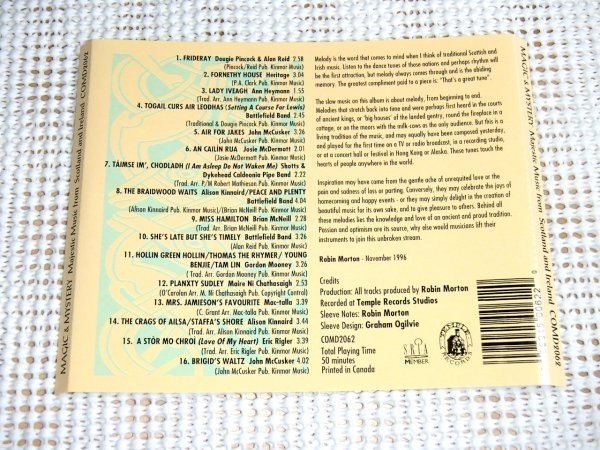 MAGIC & MYSTERY Majestic Music from Scotland and Ireland COMD2062
1. FRIDERAY Dougie Pincock & Alan Reid 2.58
(Pincock/Reid Pub. Kinmor Music)
2. FORNETHY HOUSE Heritage 3.04
(P.A. Clark Pub. Kinmor Music)
3. LADY IVEAGH Ann Heymann 1.50
(Trad. Arr. Ann Heymann Pub. Kinmor Music)
4. TOGAIL CURS AIR LEODHAS (Setting A Course For Lewis)
Battlefield Band 2.45
(Traditional & Dougie Pincock Pub. Kinmor Music)
5. AIR FOR JAKES John McCusker 3.26
(John McCusker Pub. Kinmor Music)
6. AN CAILIN RUA Josie McDermott 2.01
(Josie McDermott Pub. Kinmor Music)
7. TAIMSE IM', CHODLADH (I Am Asleep Do Not Waken Me) Shotts &
Dykehead Caldeonia Pipe Band 2.22
(Trad. Arr. P/M Robert Mathieson Pub. Kinmor Music)
8. THE BRAIDWOOD WAITS Alison Kinnaird/PEACE AND PLENTY
Battlefield Band 4.04
(Alison Kinnaird Pub. Kinmor Music)/(Brian McNeill Pub. Kinmor Music)
9. MISS HAMILTON Brian McNeill 2.28
(Trad. Arr. Brian McNeill Pub. Kinmor Music)
10. SHE'S LATE BUT SHE'S TIMELY Battlefield Band 3.26
(Alan Reid Pub. Kinmor Music)
11. HOLLIN GREEN HOLLIN/THOMAS THE RHYMER/ YOUNG
BENJIE/TAM LIN Gordon Mooney 3.26
( Trad. Arr. Gordon Mooney Pub. Kinmor Music)
12. PLANXTY SUDLEY Maire Ni Chathasaigh 2.53
(O'Carolan Arr. M. Ni Chathasaigh Pub. Copyright Control)
13. MRS. JAMIESON'S FAVOURITE Mac-talla 3.39
(C. Grant Arr. Mac-talla Pub. Kinmor Music)
14. THE CRAGS OF AILSA/STAFFA'S SHORE Alison Kinnaird 3.44
(Trad. Arr. Alison Kinnaird Pub. Kinmor Music)
15. A STÓR MO CHROÍ (Love Of My Heart) Eric Rigler 3.39
(Trad. Arr. Eric Rigler Pub. Kinmor Music)
16. BRIGID'S WALTZ John McCusker 4.02
(John McCusker Pub. Kinmor Music)
Melody is the word that comes to mind when I think of traditional Scottish and
Irish music. Listen to the dance tunes of those nations and perhaps rhythm will
be the first attraction, but melody always comes through and is the abiding
memory. The greatest compliment paid to a piece is: "That's a great tune".
The slow music on this album is about melody, from beginning to end.
Melodies that stretch back into time and were perhaps first heard in the courts
of ancient kings, or 'big houses' of the landed gentry, round the fireplace in a
cottage, or on the moors with the milk-cows as the only audience. But this is a
living tradition of the music, and may equally have been composed yesterday,
and played for the first time on a TV or radio broadcast, in a recording studio,
or at a concert hall or festival in Hong Kong or Alaska. These tunes touch the
hearts of people anywhere in the world.
Inspiration may have come from the gentle ache of unrequited love or the
pain and sadness of loss or parting. Conversely, they may celebrate the joys of
homecoming and happy events - or they may simply delight in the creation of
beautiful music for its own sake, and to give pleasure to others. Behind all
these melodies lies the knowledge and love of an ancient and proud tradition.
Passion and optimism are its source, why else would musicians lift their
instruments to join this unbroken stream.
Robin Morton - November 1996
Credits
Production: All tracks produced by Robin Morton
Recorded at Temple Records Studios
Sleeve Notes: Robin Morton
Sleeve Design: Graham Ogilvie
COMD2062
Total Playing Time
50 minutes
Printed in Canada
MEMBER
TEMPLE
RECORDS
MAGIC & MYSTERY Majestic Music from Scotland and Ireland COMD2062